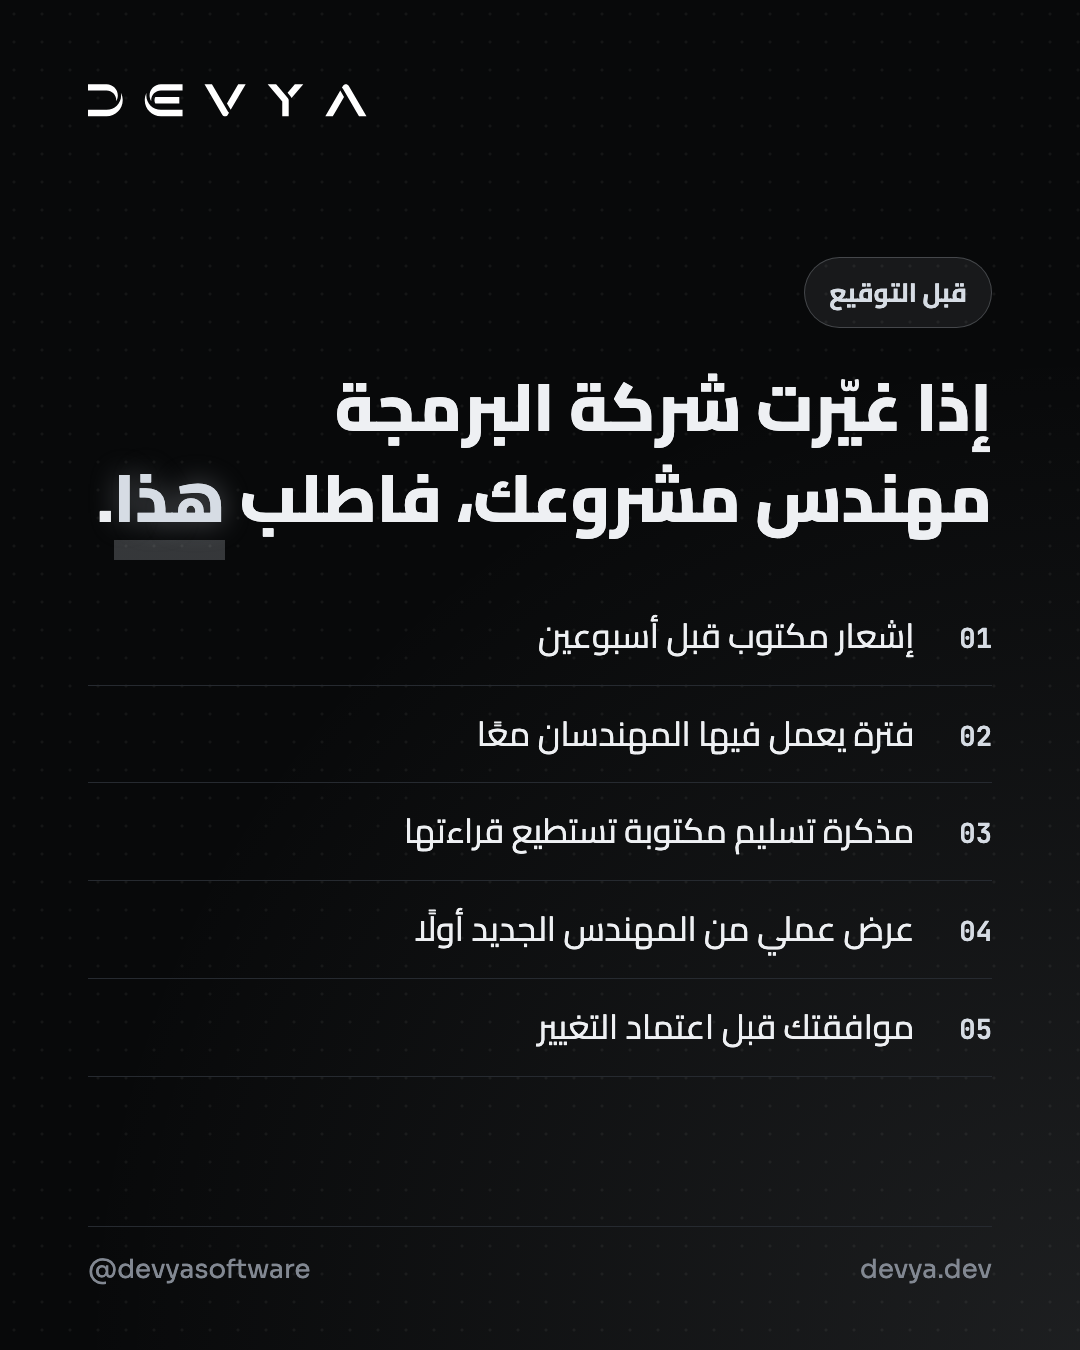 DEVYA
قبل التوقيع
إذا غيّرت شركة البرمجة
مهندس مشروعك، فاطلب هذا.
01 إشعار مكتوب قبل أسبوعين
02 فترة يعمل فيها المهندسان معًا
03 مذكرة تسليم مكتوبة تستطيع قراءتها
04 عرض عملي من المهندس الجديد أولًا
05 موافقتك قبل اعتماد التغيير
@devyasoftware devya.dev